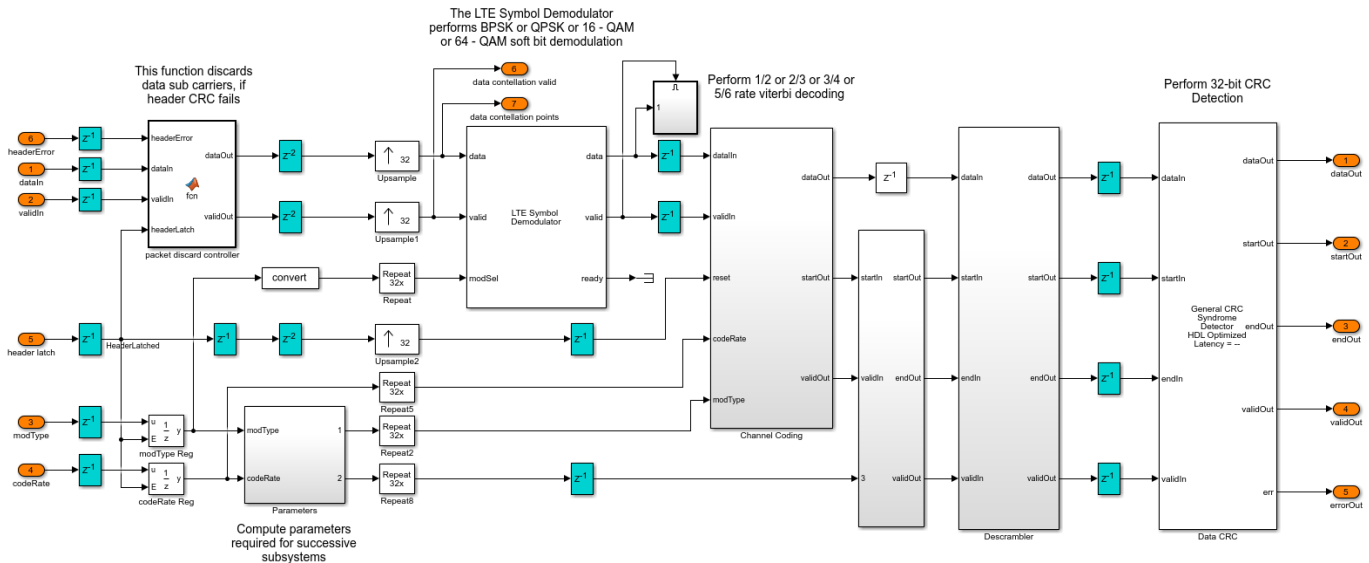 The LTE Symbol Demodulator
performs BPSK or QPSK or 16 - QAM
or 64 - QAM soft bit demodulation
This function discards
data sub carriers, if
header CRC fails
6
data contellation valid
7
data contellation points
Perform 1/2 or 2/3 or 3/4 or
5/6 rate viterbi decoding
Perform 32-bit CRC
Detection
6
headerError
1
dataIn
2
validIn
5
header latch
3
modType
4
codeRate
z-1
z-1
z-1
z-1
z-1
z-1
HeaderLatched
headerError
dataIn
validIn
headerLatch
dataOut
validOut
fcn
packet discard controller
z-2
z-2
32
Upsample
32
Upsample1
convert
Repeat
32x
Repeat
z-1
z-2
32
Upsample2
Repeat
32x
Repeat5
Repeat
32x
Repeat2
Repeat
32x
Repeat8
u
E
1
z
y
modType Reg
u
E
1
z
y
codeRate Reg
modType
codeRate
1
2
Parameters
Compute parameters
required for successive
subsystems
data
valid
modSel
LTE Symbol
Demodulator
data
valid
ready
1
z-1
z-1
z-1
z-1
dataIn
validIn
reset
codeRate
modType
dataOut
startOut
validOut
Channel Coding
z-1
startIn
validIn
3
startOut
endOut
validOut
dataIn
startIn
endIn
validIn
dataOut
startOut
endOut
validOut
Descrambler
z-1
z-1
z-1
z-1
dataIn
startIn
endIn
validIn
General CRC
Syndrome
Detector
HDL Optimized
Latency = --
dataOut
startOut
endOut
validOut
err
Data CRC
1
dataOut
2
startOut
3
endOut
4
validOut
5
errorOut